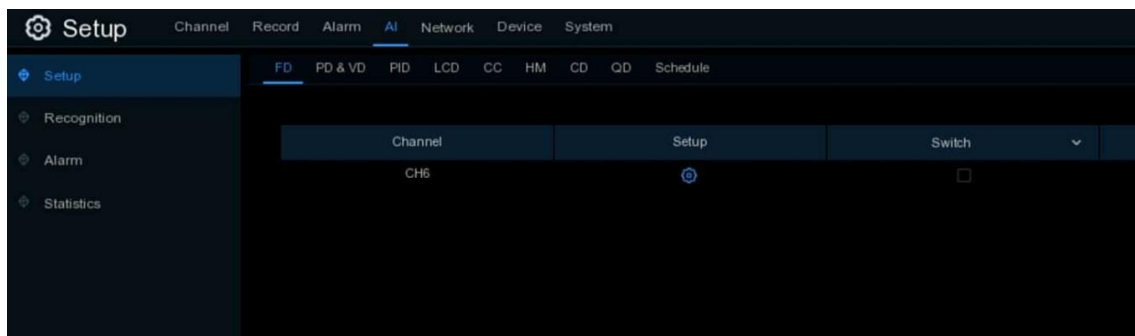 Setup Channel Record Alarm AI Network Device System
Setup
FD PD & VD PID LCD CC HM CD QD Schedule
Recognition
Alarm
Statistics
Channel Setup Switch
CH6